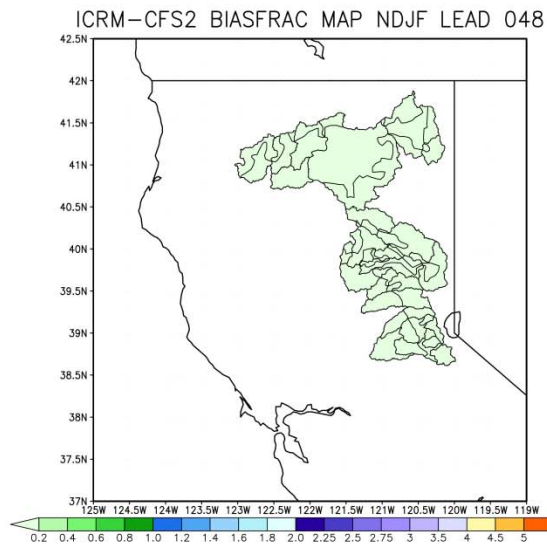 ICRM-CFS2 BIASFRAC MAP NDJF LEAD 048
42.5N
42N
41.5N
41N
40.5N
40N
39.5N
39N
38.5N
38N
37.5N
37N
125W 124.5W 124W 123.5W 123W 122.5W 122W 121.5W 121W 120.5W 120W 119.5W 119W
0.2 0.4 0.6 0.8 1.0 1.2 1.4 1.6 1.8 2.0 2.25 2.5 2.75 3 3.5 4 4.5 5